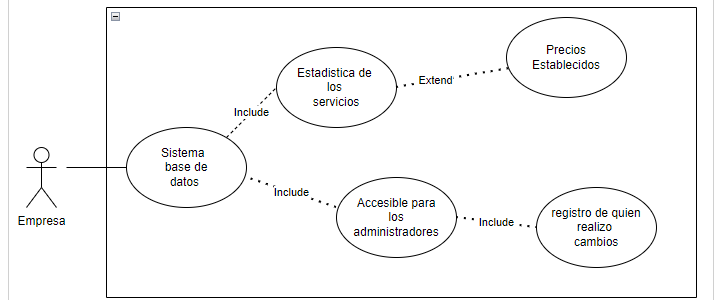 Precios
Establecidos
Estadistica de
los
servicios
Extend
Include
Sistema
base de
datos
Include
Accesible para
los
administradores
Include
registro de quien
realizo
cambios
Empresa